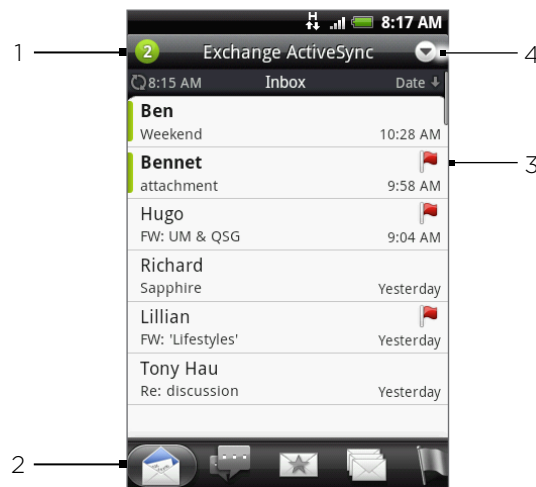 H 8:17 AM
1 2 Exchange ActiveSync 4
8:15 AM Inbox Date
Ben
Weekend 10:28 AM
Bennet 3
attachment 9:58 AM
Hugo
FW: UM & QSG 9:04 AM
Richard
Sapphire Yesterday
Lillian
FW: 'Lifestyles' Yesterday
Tony Hau
Re: discussion Yesterday
2